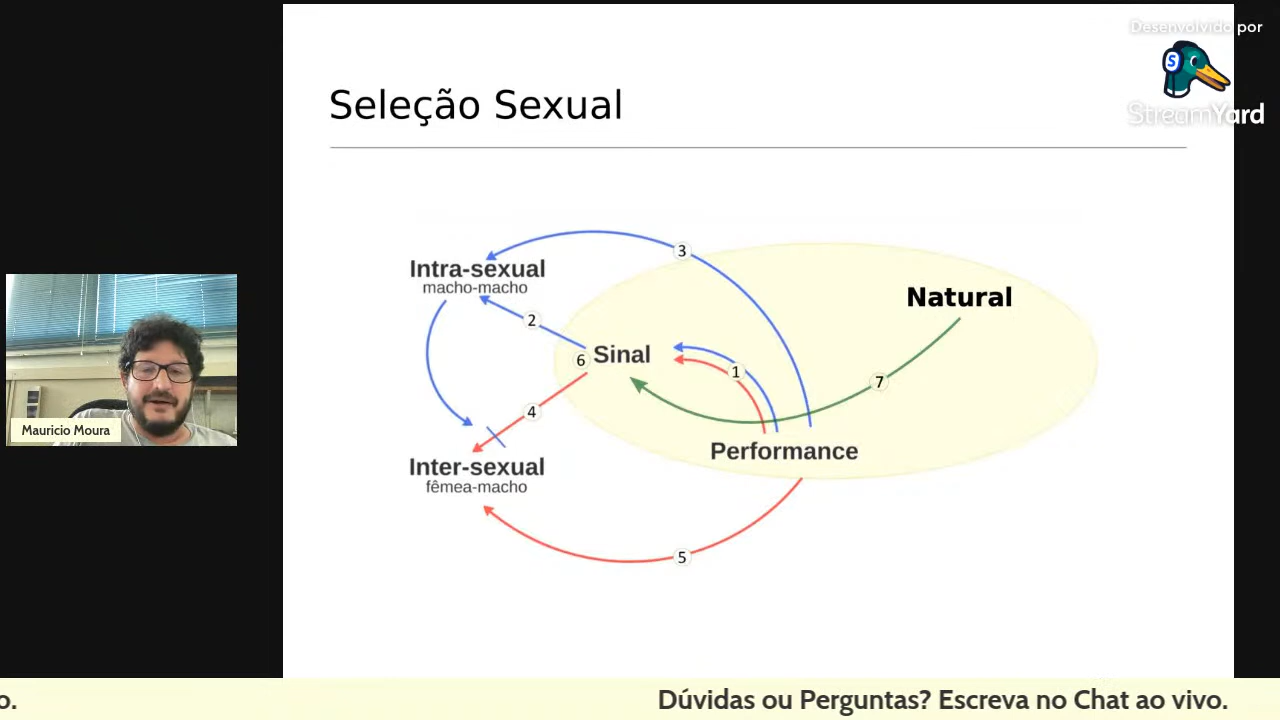 Desenvolvido por
S
StreamYard
Seleção Sexual
3
Intra-sexual
macho-macho
Natural
2
6
Sinal
1
7
4
Performance
Inter-sexual
fêmea-macho
5
Mauricio Moura
o.
Dúvidas ou Perguntas? Escreva no Chat ao vivo.